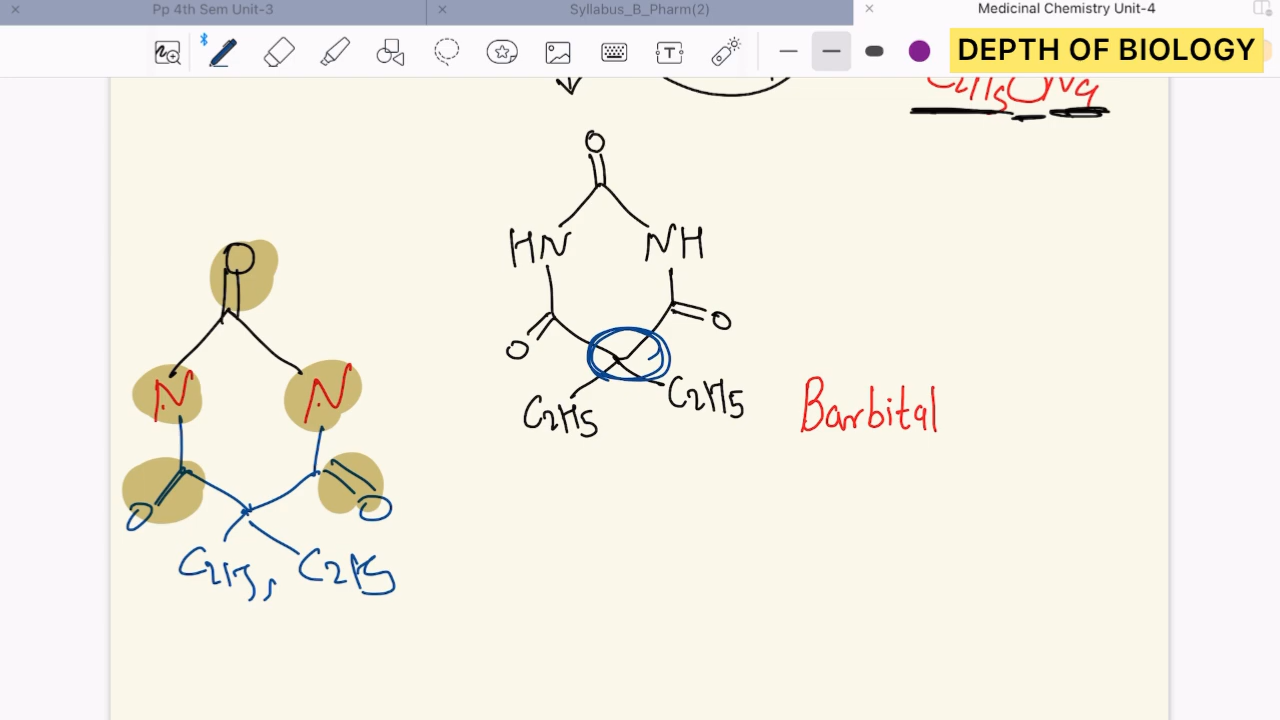 Pp 4th Sem Unit-3
Syllabus_B_Pharm(2)
Medicinal Chemistry Unit-4
DEPTH OF BIOLOGY
C2H5ONa
O
HN NH
O O
C2H5 C2H5
Barbital
O
N N
O O
C2H5 C2H5